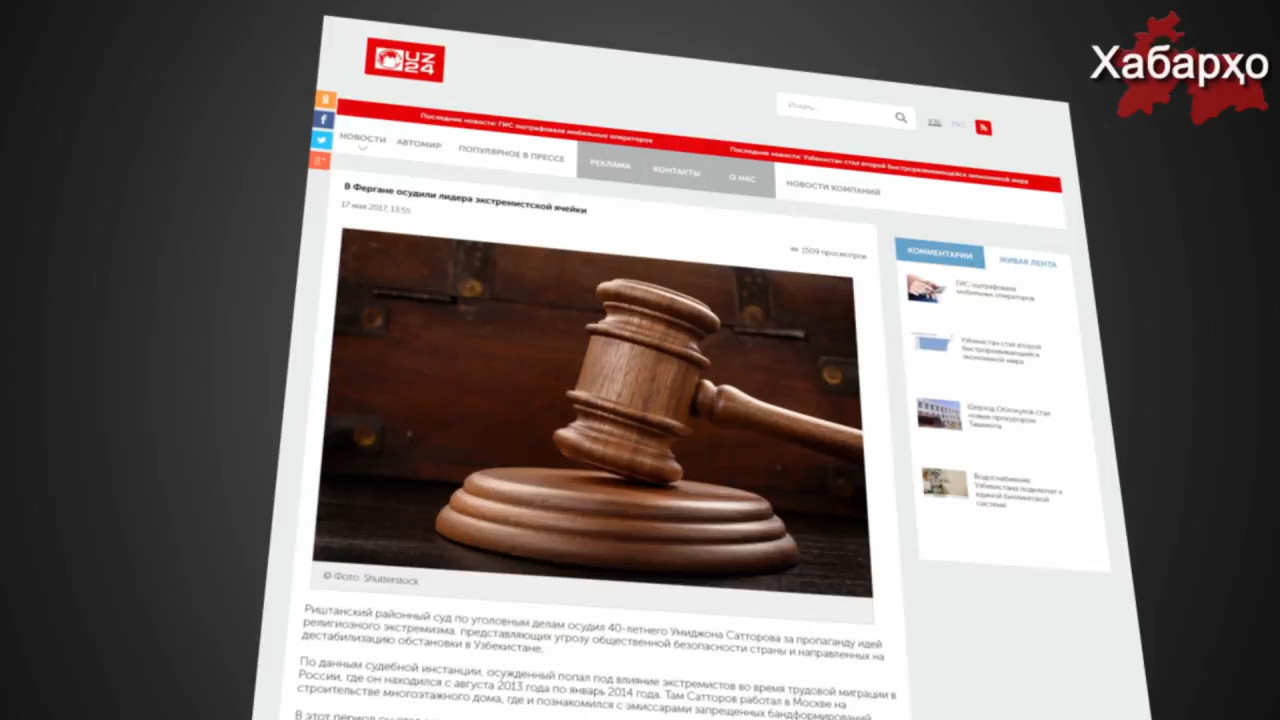 Хабарҳо
UZ
24
Искать...
УЗБ РУС
Последние новости: ГИС оштрафовала мобильных операторов
Последние новости: Узбекистан стал второй быстроразвивающейся экономикой мира
НОВОСТИ АВТОМИР ПОПУЛЯРНОЕ В ПРЕССЕ РЕКЛАМА КОНТАКТЫ О НАС НОВОСТИ КОМПАНИЙ
В Фергане осудили лидера экстремистской ячейки
17 мая 2017, 13:55
1509 просмотров
КОММЕНТАРИИ ЖИВАЯ ЛЕНТА
ГИС оштрафовала
мобильных операторов
Узбекистан стал второй
быстроразвивающейся
экономикой мира
Шерзод Облокулов стал
новым прокурором
Ташкента
Водоснабжение
Узбекистана подключат к
единой биллинговой
системе
© Фото: Shutterstock
Риштанский районный суд по уголовным делам осудил 40-летнего Умиджона Сатторова за пропаганду идей
религиозного экстремизма, представляющих угрозу общественной безопасности страны и направленных на
дестабилизацию обстановки в Узбекистане.
По данным судебной инстанции, осужденный попал под влияние экстремистов во время трудовой миграции в
России, где он находился с августа 2013 года по январь 2014 года. Там Сатторов работал в Москве на
строительстве многоэтажного дома, где и познакомился с эмиссарами запрещенных бандформирований
В этот период он стал